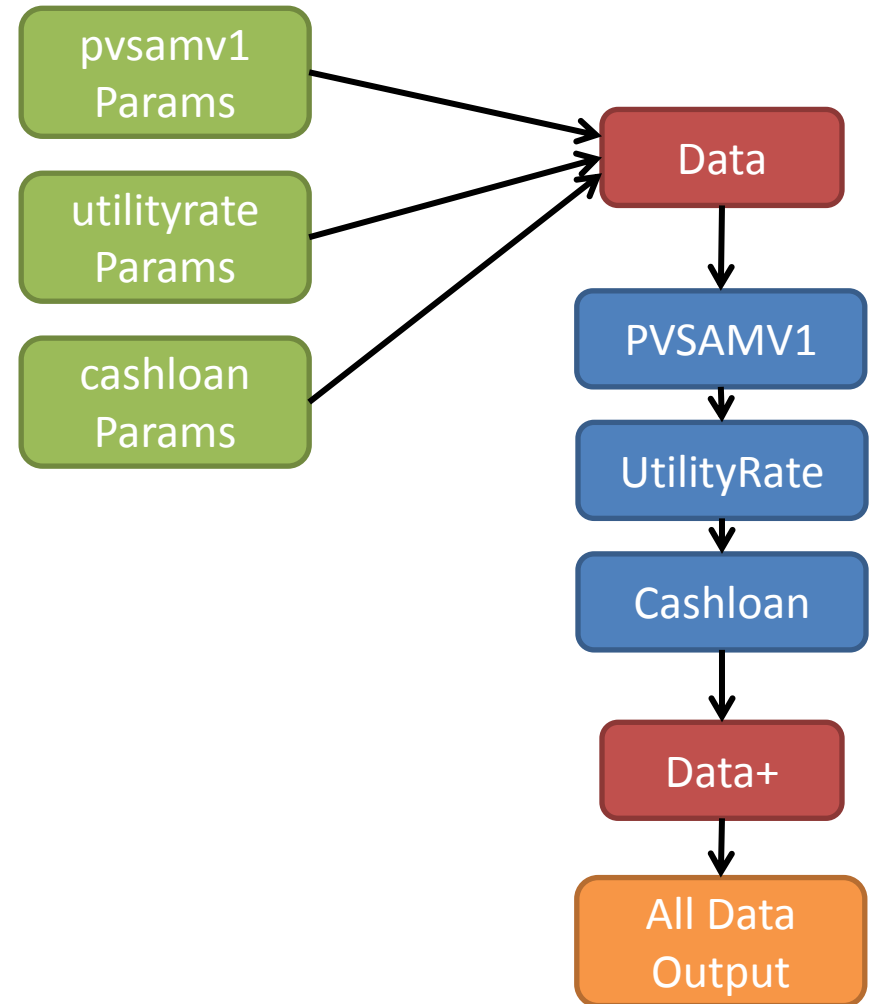 pvsamv1
Params
utilityrate
Params
cashloan
Params
Data
PVSAMV1
UtilityRate
Cashloan
Data+
All Data
Output